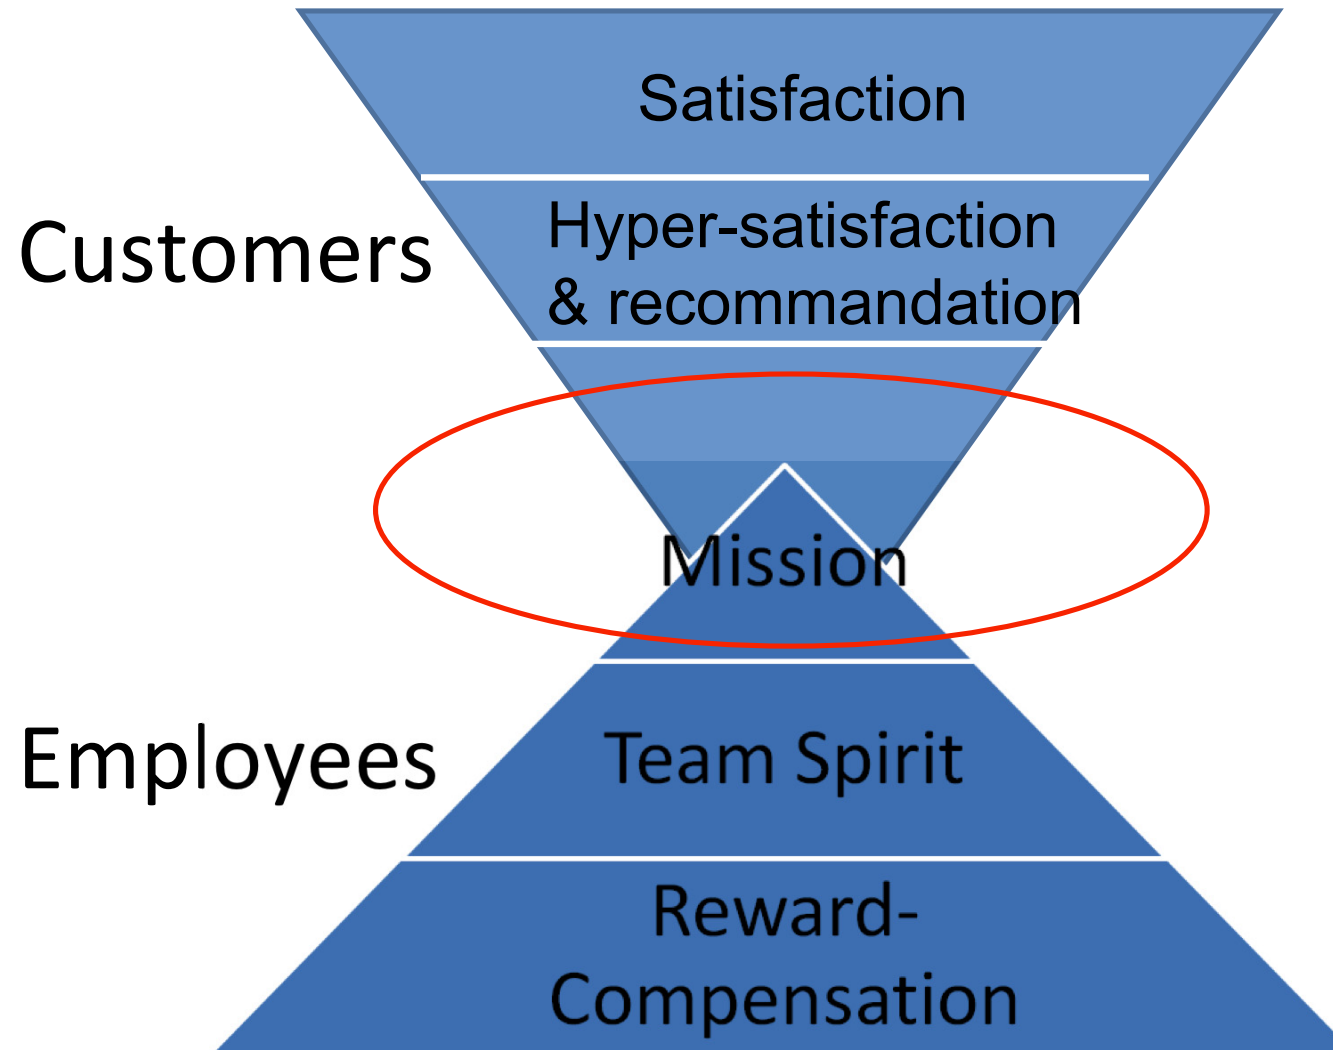 Satisfaction
Customers
Hyper-satisfaction
& recommandation
Mission
Employees
Team Spirit
Reward-
Compensation